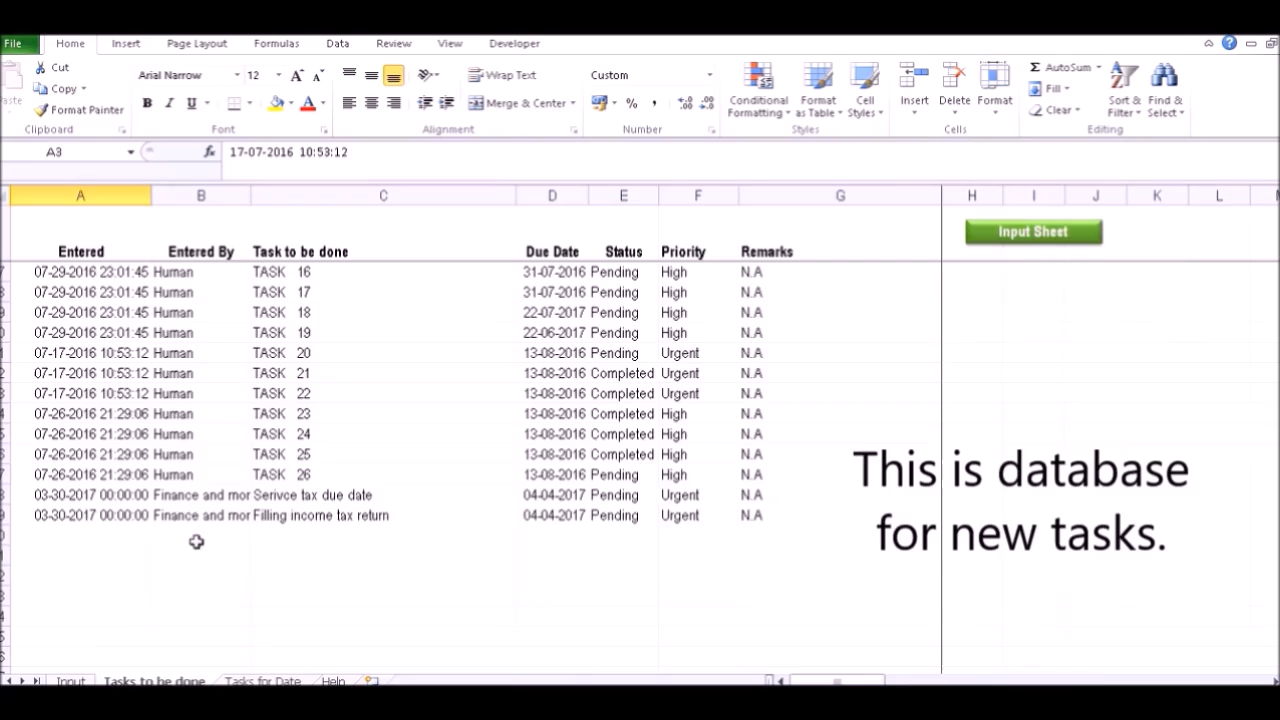 File Home Insert Page Layout Formulas Data Review View Developer
Cut Arial Narrow 12 A A Wrap Text Custom Σ AutoSum
Copy Fill
Paste Format Painter B I U A Merge & Center % , Conditional Formatting Format as Table Cell Styles Insert Delete Format Clear Sort & Filter Find & Select
Clipboard Font Alignment Number Styles Cells Editing
A3 fx 17-07-2016 10:53:12
A B C D E F G H I J K L
Input Sheet
Entered Entered By Task to be done Due Date Status Priority Remarks
07-29-2016 23:01:45 Human TASK 16 31-07-2016 Pending High N.A
07-29-2016 23:01:45 Human TASK 17 31-07-2016 Pending High N.A
07-29-2016 23:01:45 Human TASK 18 22-07-2017 Pending High N.A
07-29-2016 23:01:45 Human TASK 19 22-06-2017 Pending High N.A
07-17-2016 10:53:12 Human TASK 20 13-08-2016 Pending Urgent N.A
07-17-2016 10:53:12 Human TASK 21 13-08-2016 Completed Urgent N.A
07-17-2016 10:53:12 Human TASK 22 13-08-2016 Completed Urgent N.A
07-26-2016 21:29:06 Human TASK 23 13-08-2016 Completed High N.A
07-26-2016 21:29:06 Human TASK 24 13-08-2016 Completed High N.A
07-26-2016 21:29:06 Human TASK 25 13-08-2016 Completed High N.A
07-26-2016 21:29:06 Human TASK 26 13-08-2016 Pending High N.A
03-30-2017 00:00:00 Finance and mor Serivce tax due date 04-04-2017 Pending Urgent N.A
03-30-2017 00:00:00 Finance and mor Filling income tax return 04-04-2017 Pending Urgent N.A
This is database
for new tasks.
Input Tasks to be done Tasks for Date Help